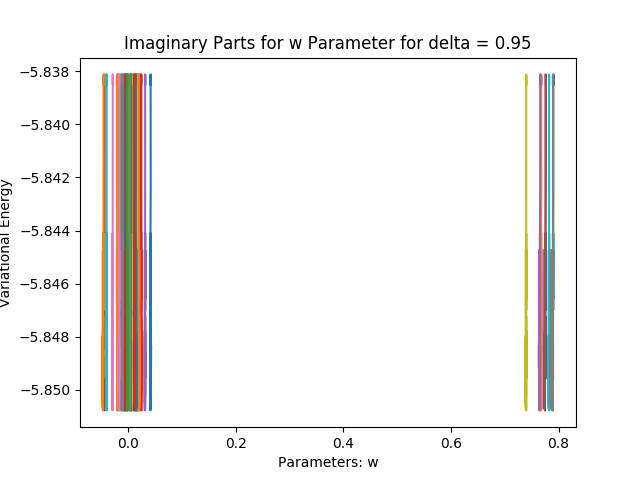 Imaginary Parts for w Parameter for delta = 0.95
Variational Energy
−5.838
−5.840
−5.842
−5.844
−5.846
−5.848
−5.850
0.0 0.2 0.4 0.6 0.8
Parameters: w